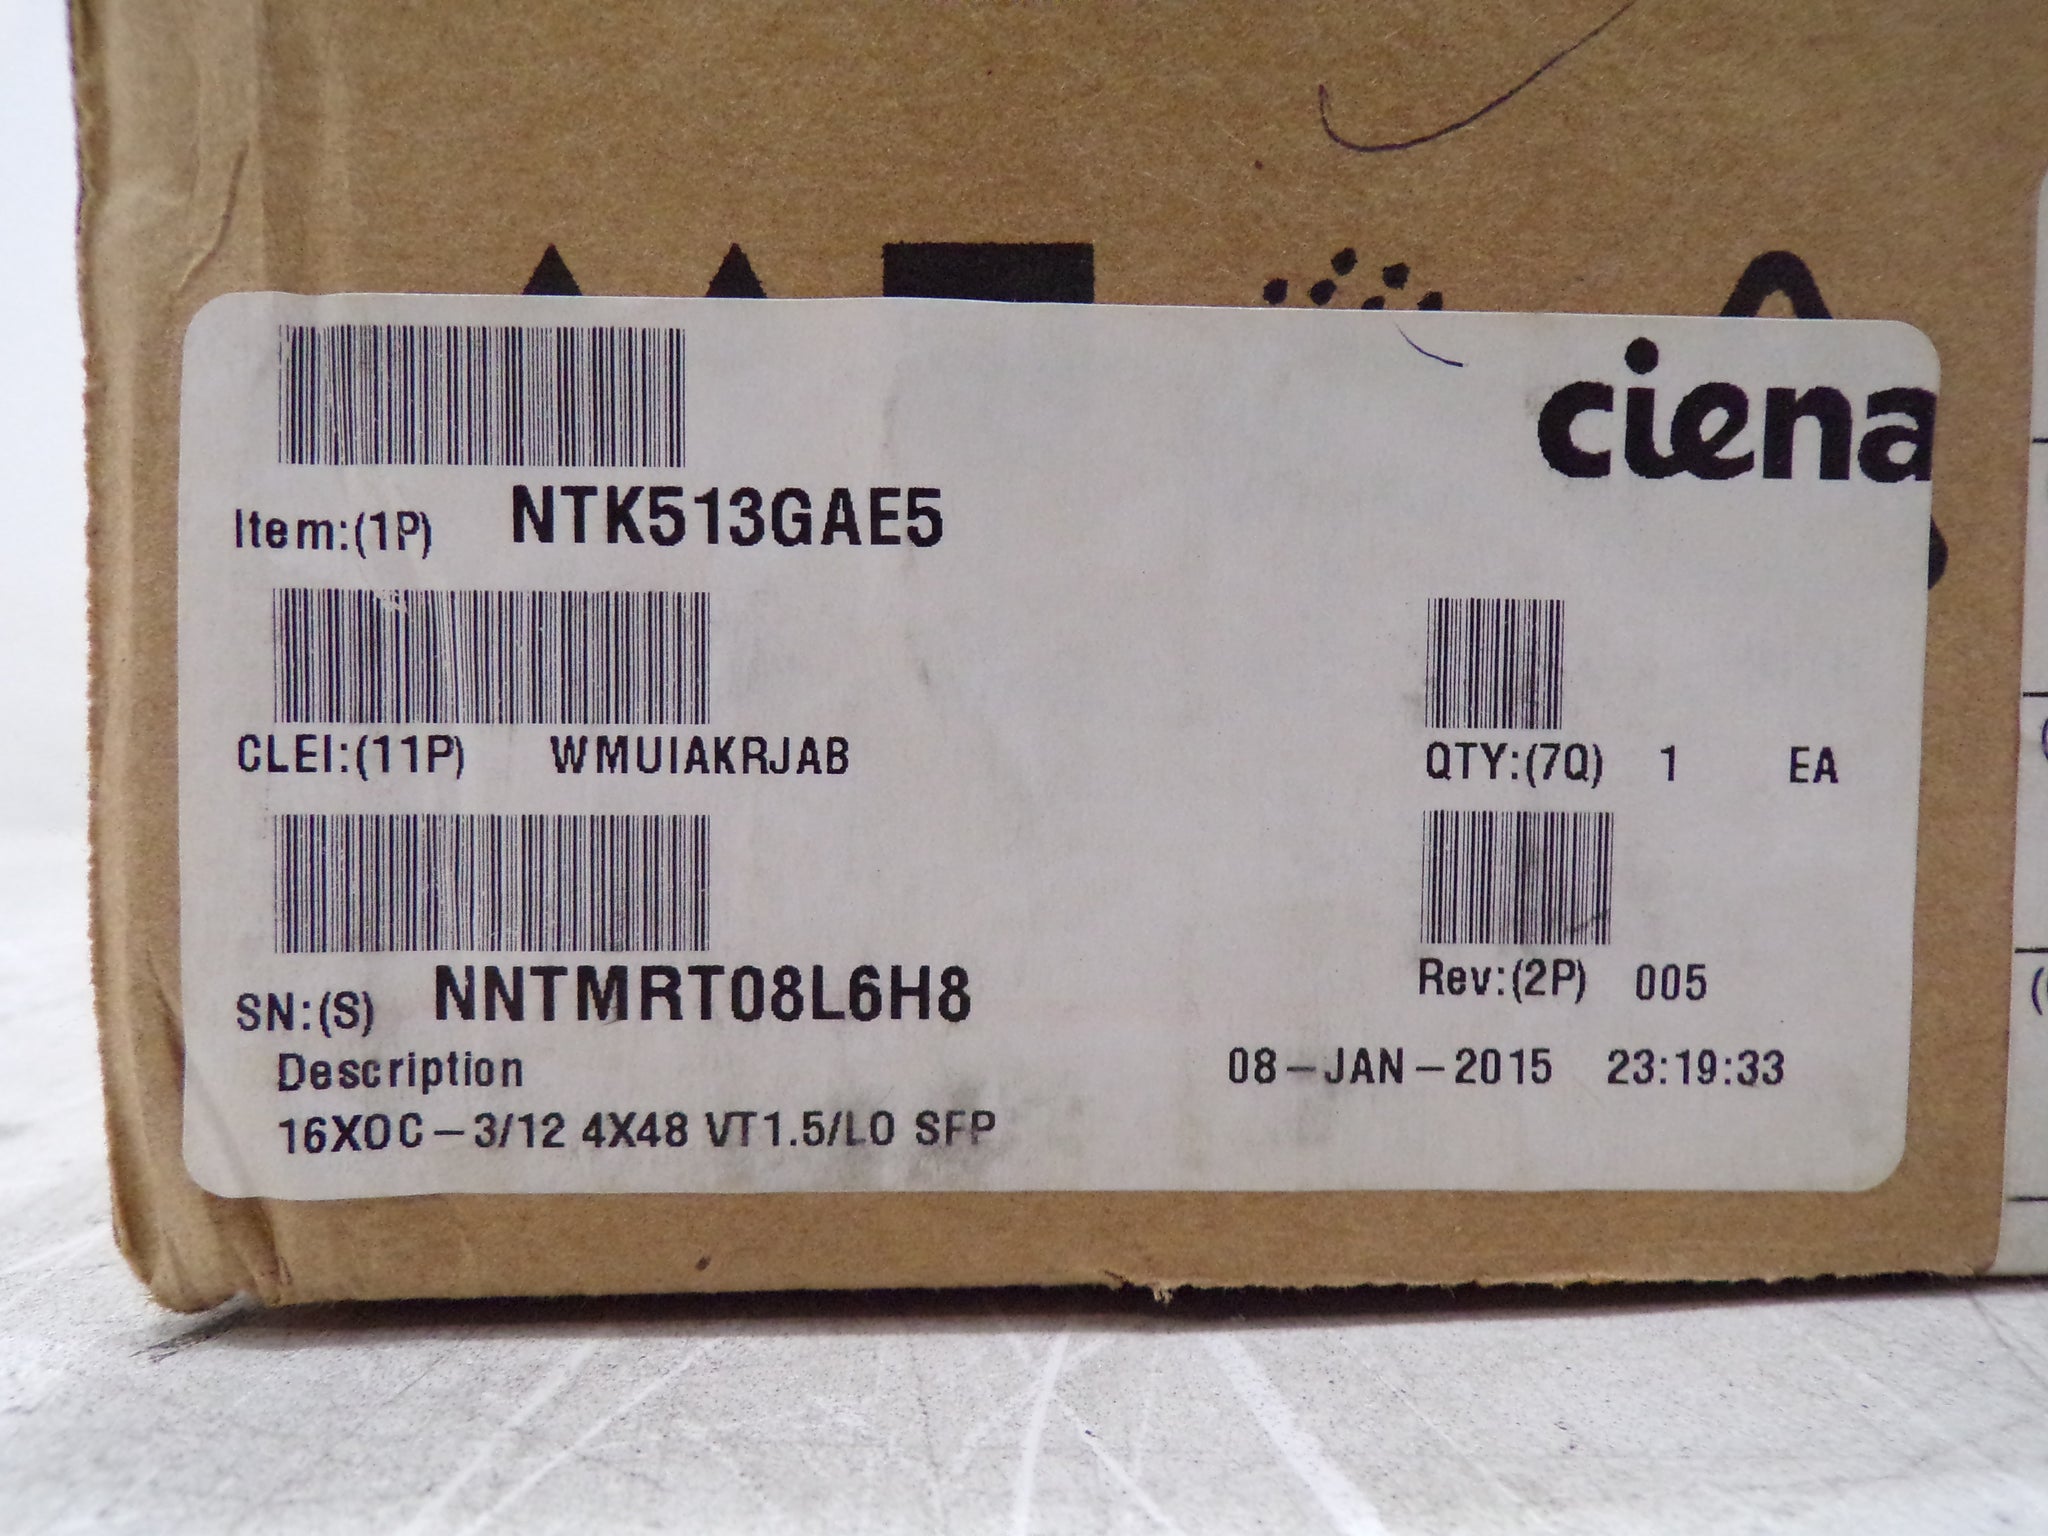 ciena
Item:(1P) NTK513GAE5
CLEI:(11P) WMUIAKRJAB
QTY:(7Q) 1 EA
SN:(S) NNTMRT08L6H8
Rev:(2P) 005
Description
08-JAN-2015 23:19:33
16XOC-3/12 4X48 VT1.5/LO SFP